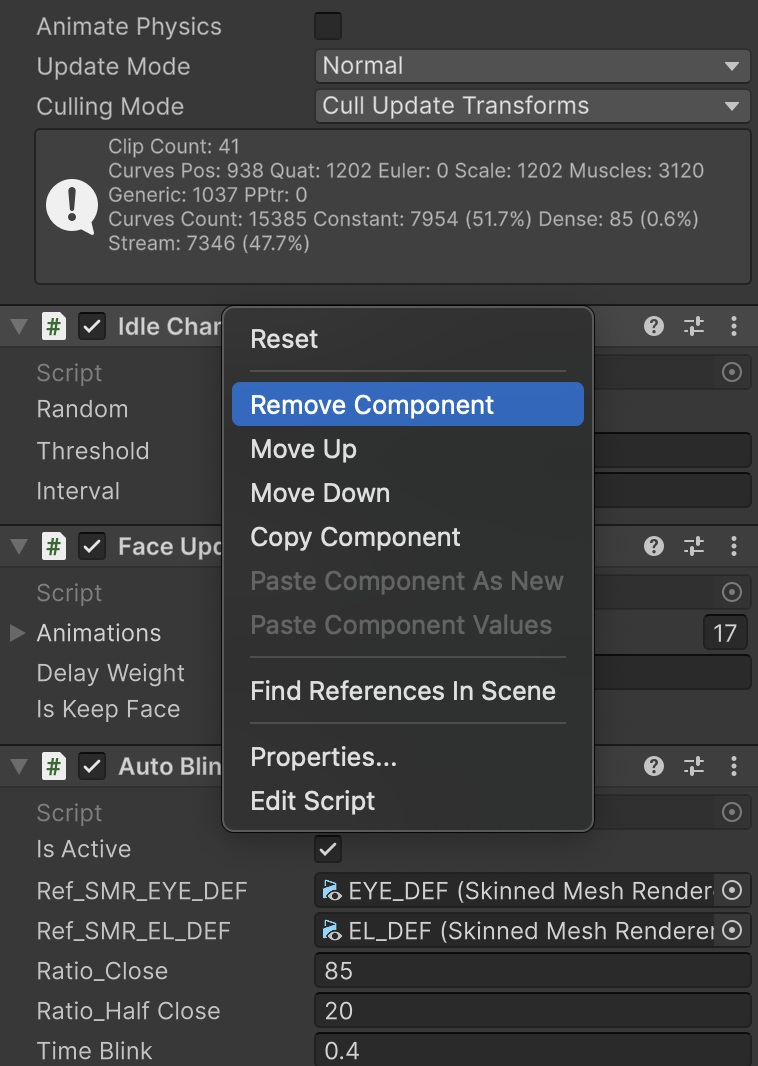 Animate Physics
Update Mode Normal
Culling Mode Cull Update Transforms
Clip Count: 41
Curves Pos: 938 Quat: 1202 Euler: 0 Scale: 1202 Muscles: 3120
Generic: 1037 PPtr: 0
Curves Count: 15385 Constant: 7954 (51.7%) Dense: 85 (0.6%)
Stream: 7346 (47.7%)
# Idle
Script
Random
Threshold
Interval
# Face
Script
Animations 17
Delay Weight
Is Keep Face
# Auto
Script
Is Active
Ref_SMR_EYE_DEF EYE_DEF (Skinned Mesh Render
Ref_SMR_EL_DEF EL_DEF (Skinned Mesh Renderer
Ratio_Close 85
Ratio_Half Close 20
Time Blink 0.4
Reset
Remove Component
Move Up
Move Down
Copy Component
Paste Component As New
Paste Component Values
Find References In Scene
Properties...
Edit Script